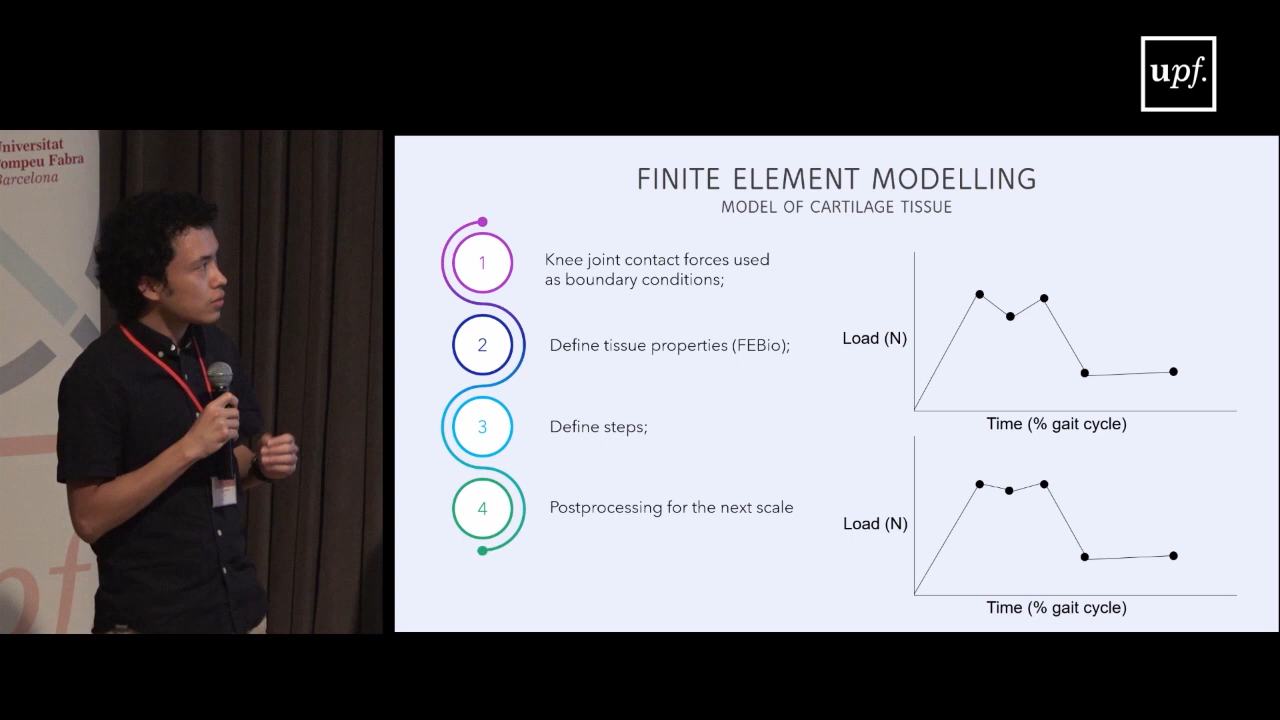 upf.
Universitat
Pompeu Fabra
Barcelona
pf
FINITE ELEMENT MODELLING
MODEL OF CARTILAGE TISSUE
1
Knee joint contact forces used
as boundary conditions;
2
Define tissue properties (FEBio);
3
Define steps;
4
Postprocessing for the next scale
Load (N)
Time (% gait cycle)
Load (N)
Time (% gait cycle)